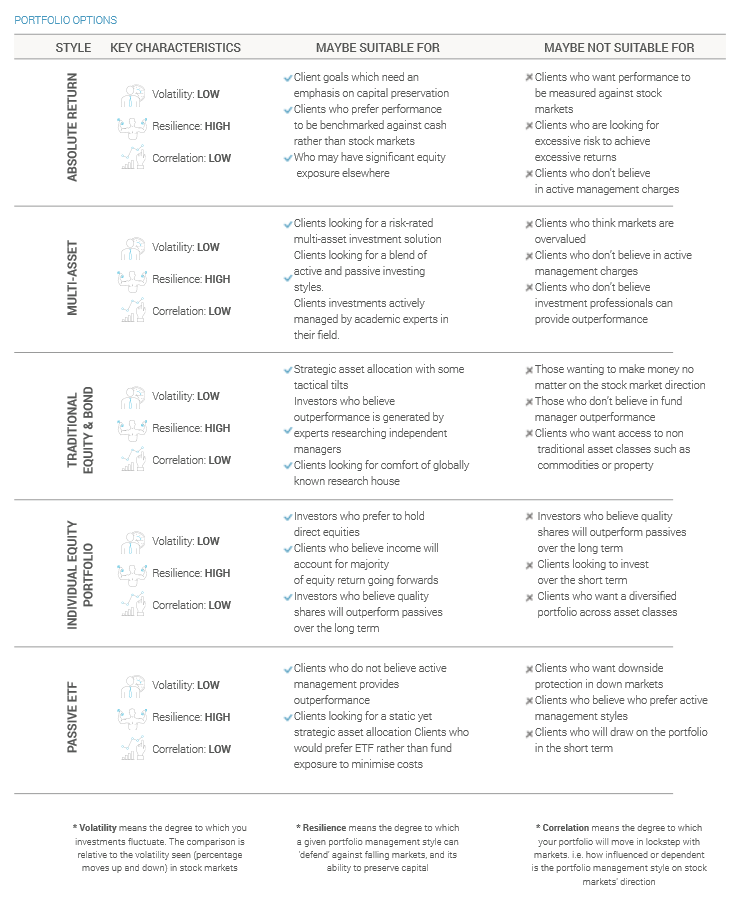 PORTFOLIO OPTIONS
STYLE KEY CHARACTERISTICS MAYBE SUITABLE FOR MAYBE NOT SUITABLE FOR
ABSOLUTE RETURN
Volatility: LOW
Resilience: HIGH
Correlation: LOW
Client goals which need an
emphasis on capital preservation
Clients who prefer performance
to be benchmarked against cash
rather than stock markets
Who may have significant equity
exposure elsewhere
Clients who want performance to
be measured against stock
markets
Clients who are looking for
excessive risk to achieve
excessive returns
Clients who don't believe
in active management charges
MULTI-ASSET
Volatility: LOW
Resilience: HIGH
Correlation: LOW
Clients looking for a risk-rated
multi-asset investment solution
Clients looking for a blend of
active and passive investing
styles.
Clients investments actively
managed by academic experts in
their field.
Clients who think markets are
overvalued
Clients who don't believe in active
management charges
Clients who don't believe
investment professionals can
provide outperformance
TRADITIONAL
EQUITY & BOND
Volatility: LOW
Resilience: HIGH
Correlation: LOW
Strategic asset allocation with some
tactical tilts
Investors who believe
outperformance is generated by
experts researching independent
managers
Clients looking for comfort of globally
known research house
Those wanting to make money no
matter on the stock market direction
Those who don't believe in fund
manager outperformance
Clients who want access to non
traditional asset classes such as
commodities or property
INDIVIDUAL EQUITY
PORTFOLIO
Volatility: LOW
Resilience: HIGH
Correlation: LOW
Investors who prefer to hold
direct equities
Clients who believe income will
account for majority
of equity return going forwards
Investors who believe quality
shares will outperform passives
over the long term
Investors who believe quality
shares will outperform passives
over the long term
Clients looking to invest
over the short term
Clients who want a diversified
portfolio across asset classes
PASSIVE ETF
Volatility: LOW
Resilience: HIGH
Correlation: LOW
Clients who do not believe active
management provides
outperformance
Clients looking for a static yet
strategic asset allocation Clients who
would prefer ETF rather than fund
exposure to minimise costs
Clients who want downside
protection in down markets
Clients who believe who prefer active
management styles
Clients who will draw on the portfolio
in the short term
* Volatility means the degree to which you
investments fluctuate. The comparison is
relative to the volatility seen (percentage
moves up and down) in stock markets
* Resilience means the degree to which
a given portfolio management style can
'defend' against falling markets, and its
ability to preserve capital
* Correlation means the degree to which
your portfolio will move in lockstep with
markets. i.e. how influenced or dependent
is the portfolio management style on stock
markets' direction